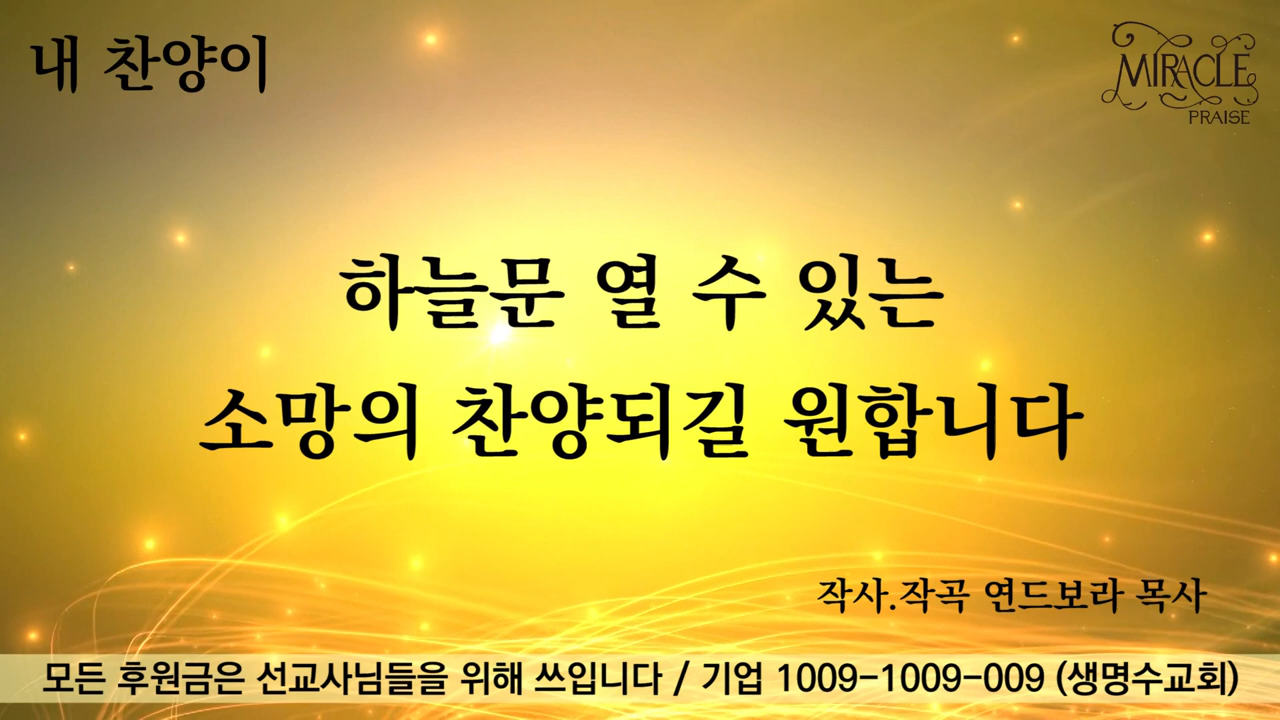 내 찬양이
MIRACLE
PRAISE
하늘문 열 수 있는
소망의 찬양되길 원합니다
작사.작곡 연드보라 목사
모든 후원금은 선교사님들을 위해 쓰입니다 / 기업 1009-1009-009 (생명수교회)